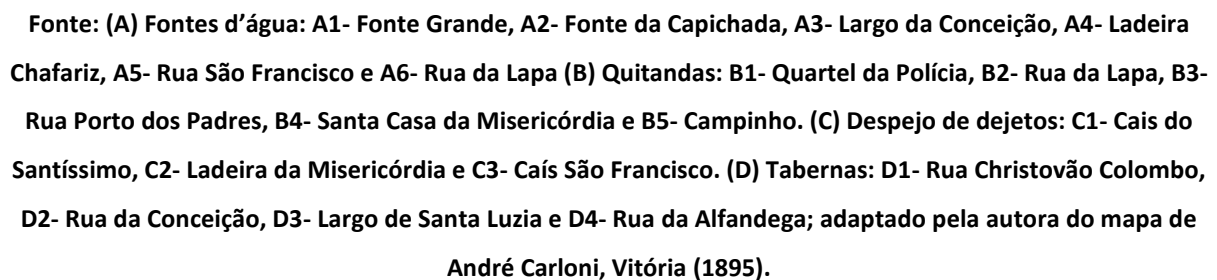 Fonte: (A) Fontes d’água: A1- Fonte Grande, A2- Fonte da Capichada, A3- Largo da Conceição, A4- Ladeira
Chafariz, A5- Rua São Francisco e A6- Rua da Lapa (B) Quitandas: B1- Quartel da Polícia, B2- Rua da Lapa, B3-
Rua Porto dos Padres, B4- Santa Casa da Misericórdia e B5- Campinho. (C) Despejo de dejetos: C1- Cais do
Santíssimo, C2- Ladeira da Misericórdia e C3- Caís São Francisco. (D) Tabernas: D1- Rua Christovão Colombo,
D2- Rua da Conceição, D3- Largo de Santa Luzia e D4- Rua da Alfandega; adaptado pela autora do mapa de
André Carloni, Vitória (1895).